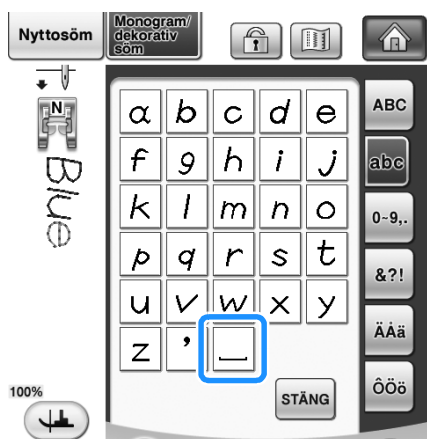 Nyttosöm
Monogram/
dekorativ
söm
N
Blue
100%
a b c d e
f g h i j
k l m n o
p q r s t
u v w x y
z ’
STÄNG
ABC
abc
0~9,.
&?!
ÄÅä
ÔÖö